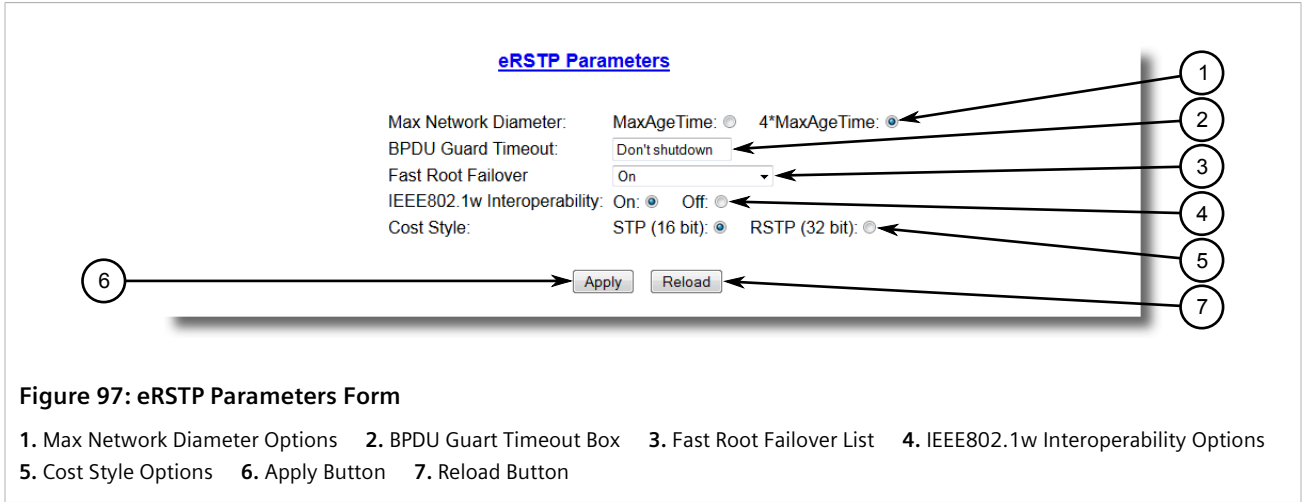 eRSTP Parameters
1
Max Network Diameter: MaxAgeTime: 4*MaxAgeTime:
2
BPDU Guard Timeout: Don't shutdown
3
Fast Root Failover On
IEEE802.1w Interoperability: On: Off:
4
Cost Style: STP (16 bit): RSTP (32 bit):
5
6
Apply Reload
7
Figure 97: eRSTP Parameters Form
1. Max Network Diameter Options 2. BPDU Guart Timeout Box 3. Fast Root Failover List 4. IEEE802.1w Interoperability Options
5. Cost Style Options 6. Apply Button 7. Reload Button